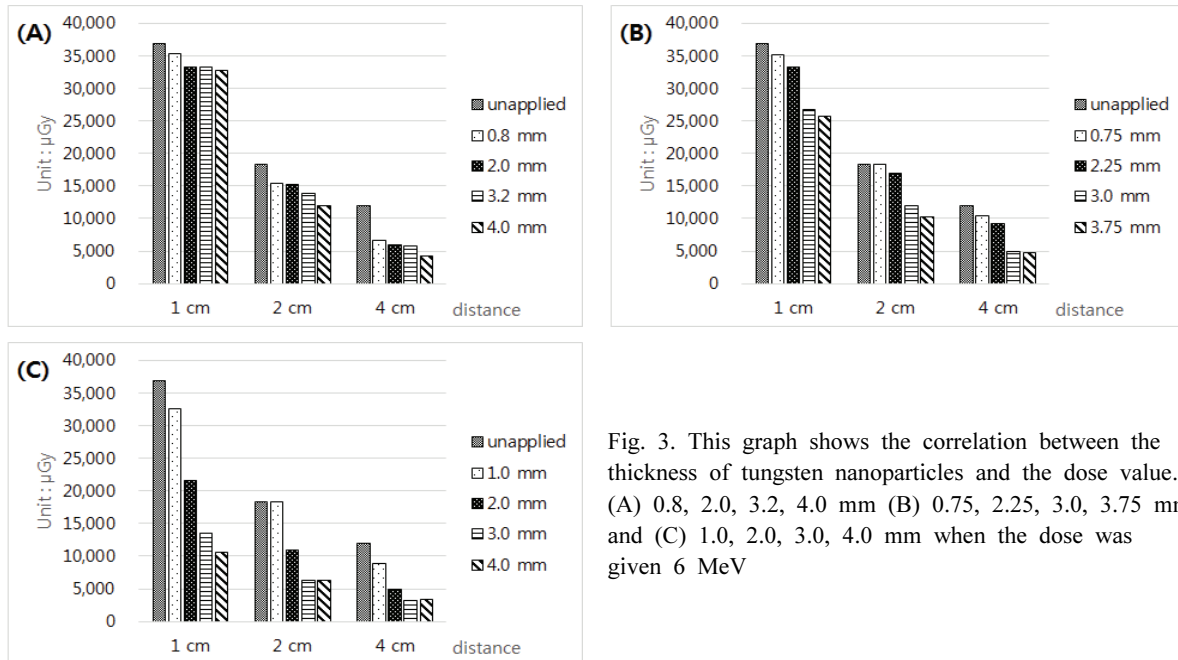 (A)
40,000
35,000
30,000
25,000
20,000
15,000
10,000
5,000
0
Unit : μGy
1 cm 2 cm 4 cm distance
unapplied
0.8 mm
2.0 mm
3.2 mm
4.0 mm
(B)
40,000
35,000
30,000
25,000
20,000
15,000
10,000
5,000
0
Unit : μGy
1 cm 2 cm 4 cm distance
unapplied
0.75 mm
2.25 mm
3.0 mm
3.75 mm
(C)
40,000
35,000
30,000
25,000
20,000
15,000
10,000
5,000
0
Unit : μGy
1 cm 2 cm 4 cm distance
unapplied
1.0 mm
2.0 mm
3.0 mm
4.0 mm
Fig. 3. This graph shows the correlation between the
thickness of tungsten nanoparticles and the dose value.
(A) 0.8, 2.0, 3.2, 4.0 mm (B) 0.75, 2.25, 3.0, 3.75
and (C) 1.0, 2.0, 3.0, 4.0 mm when the dose was
given 6 MeV